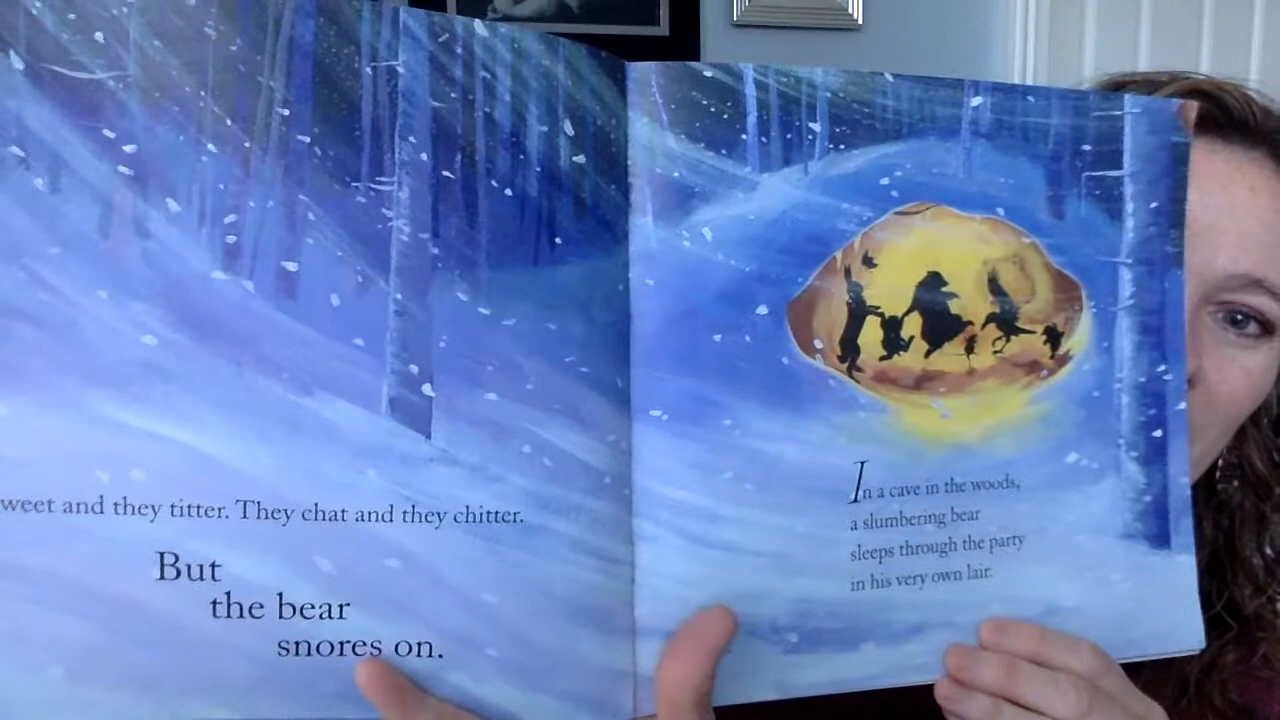 weet and they titter. They chat and they chitter.
But
the bear
snores on.
In a cave in the woods,
a slumbering bear
sleeps through the party
in his very own lair.